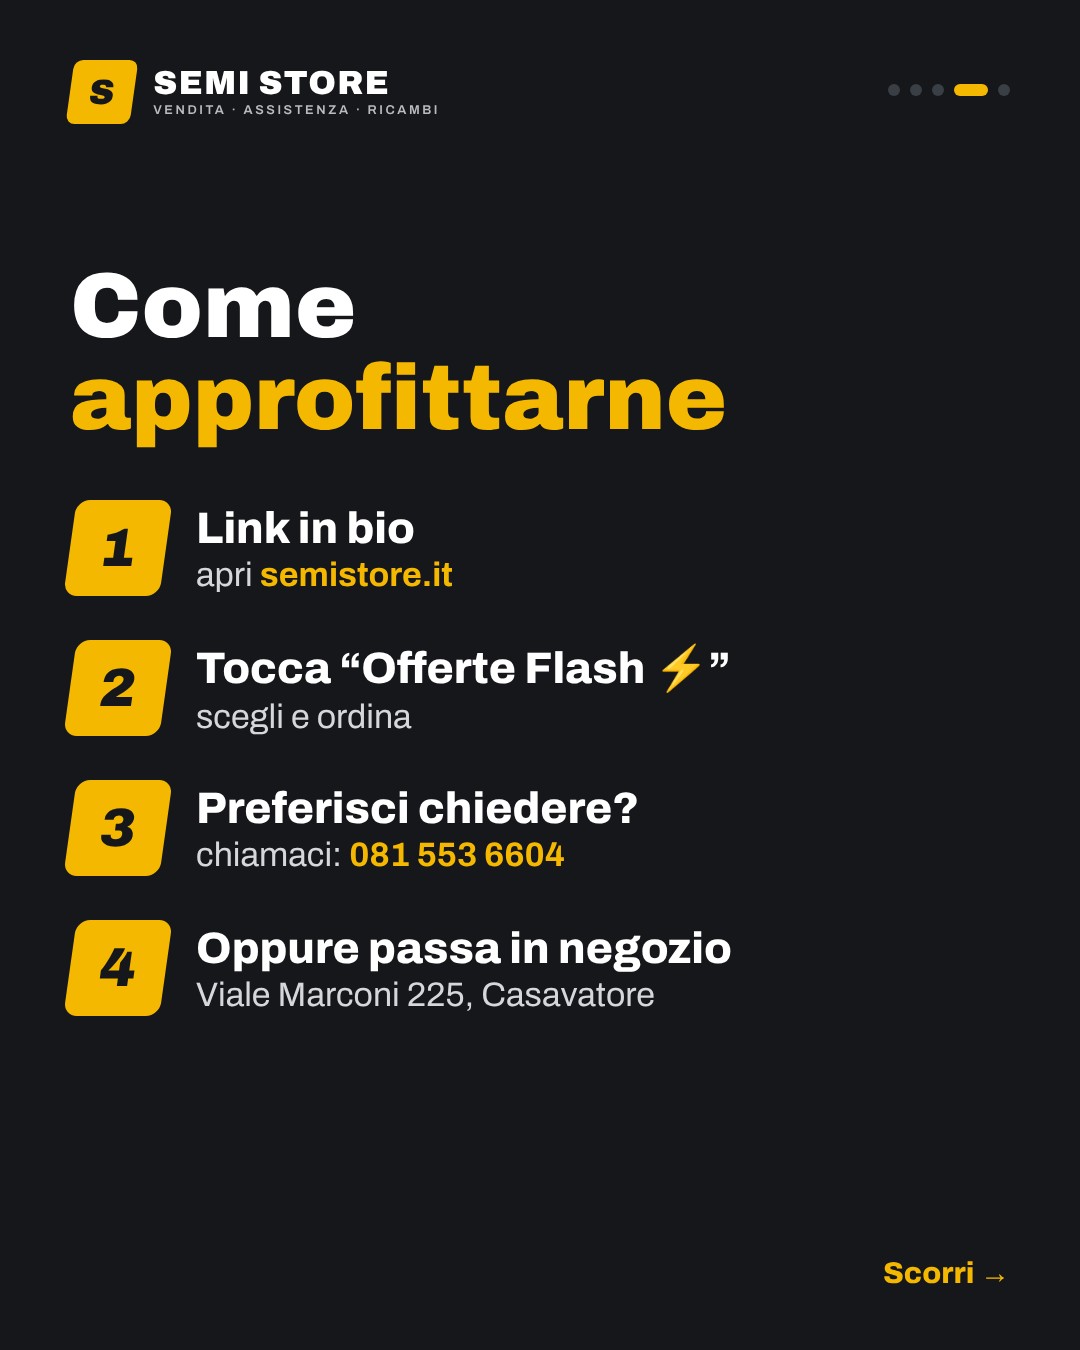 S
SEMI STORE
VENDITA · ASSISTENZA · RICAMBI
Come
approfittarne
1
Link in bio
apri semistore.it
2
Tocca “Offerte Flash ⚡”
scegli e ordina
3
Preferisci chiedere?
chiamaci: 081 553 6604
4
Oppure passa in negozio
Viale Marconi 225, Casavatore
Scorri →